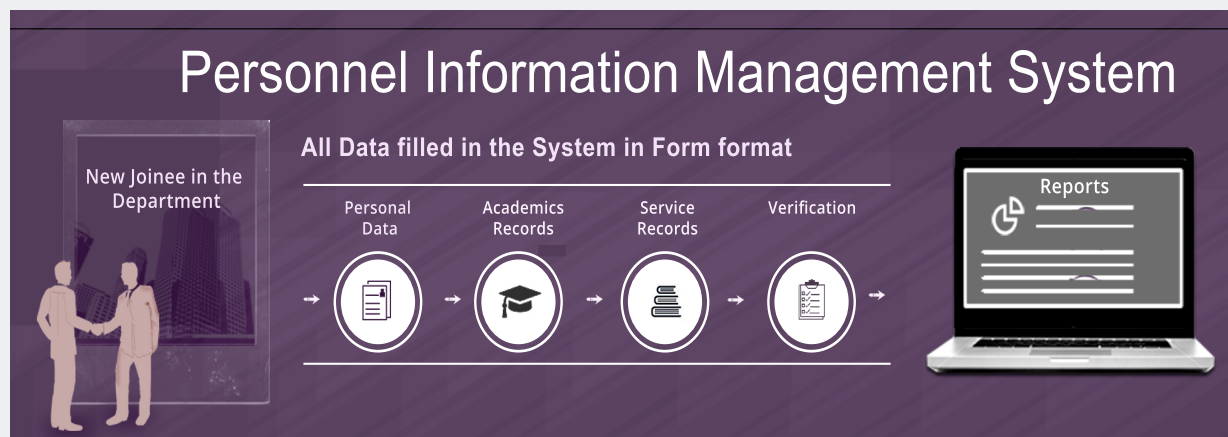 Personnel Information Management System
All Data filled in the System in Form format
New Joinee in the
Department
Personal
Data
Academics
Records
Service
Records
Verification
Reports